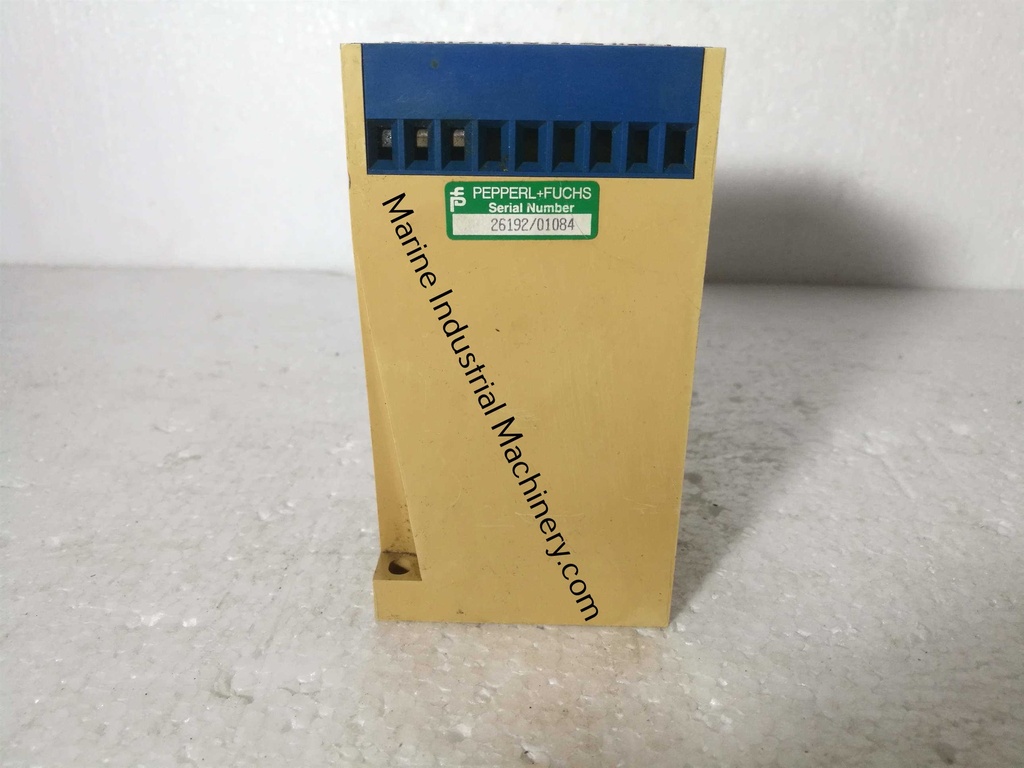 PEPPERL+FUCHS
Serial Number
26192/01084
Marine Industrial Machinery.com